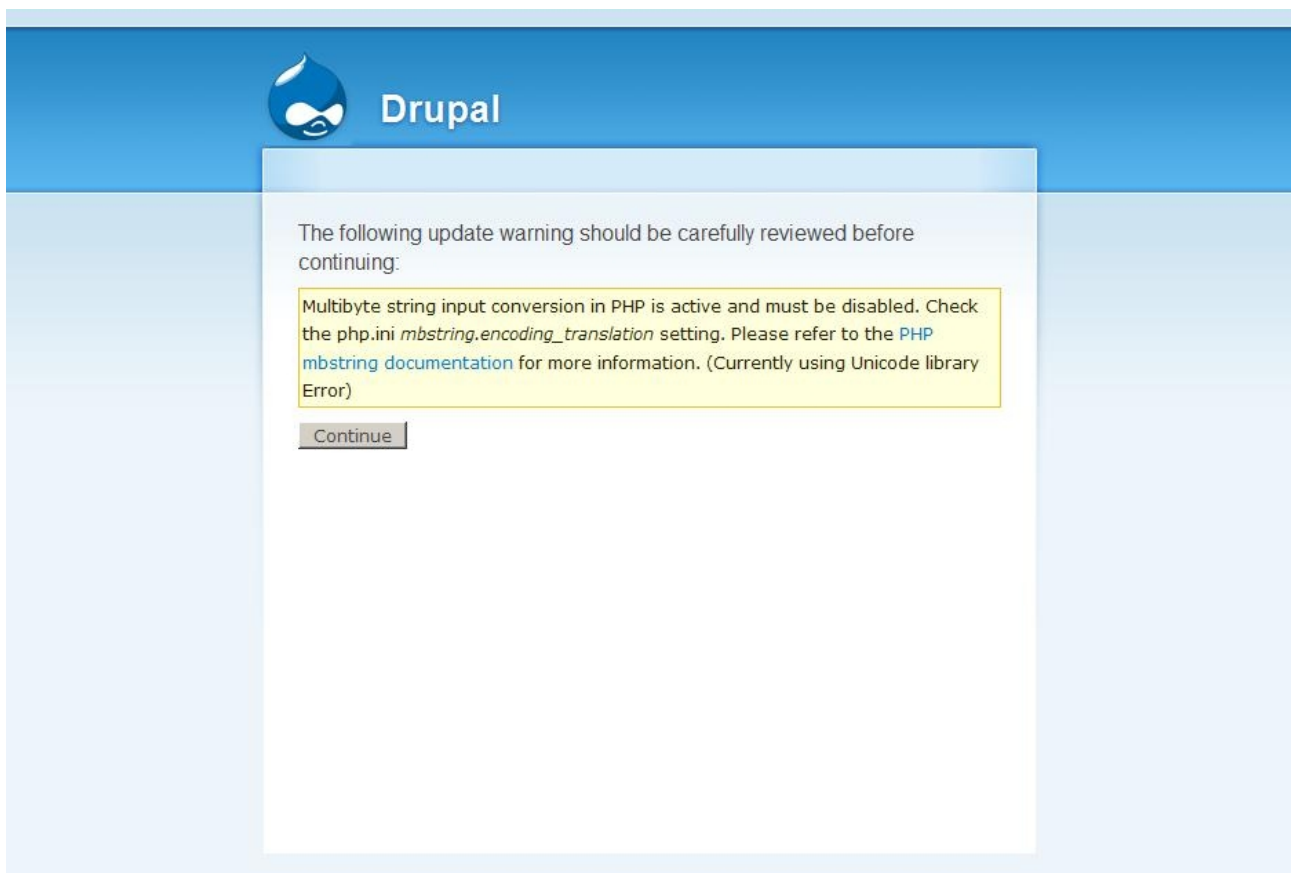 Drupal
The following update warning should be carefully reviewed before
continuing:
Multibyte string input conversion in PHP is active and must be disabled. Check
the php.ini mbstring.encoding_translation setting. Please refer to the PHP
mbstring documentation for more information. (Currently using Unicode library
Error)
Continue